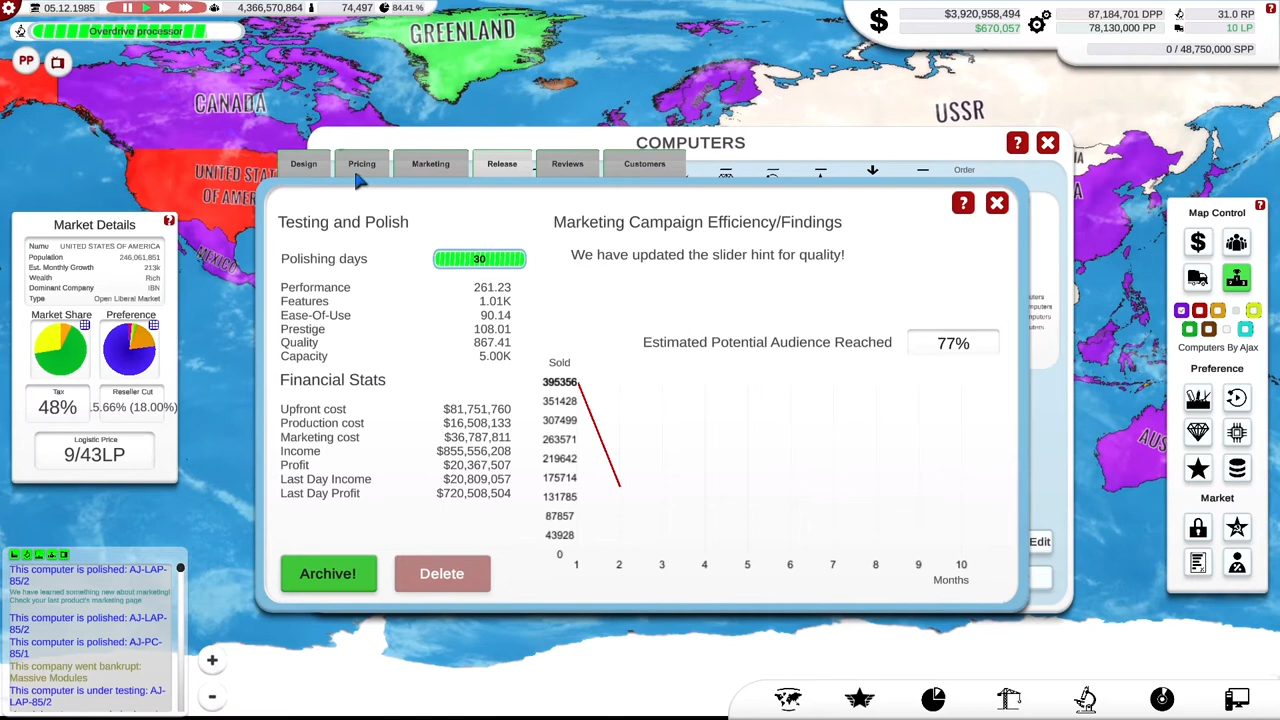 05.12.1985
4,366,570,864
74,497
84.41 %
$3,920,958,494
87,184,701 DPP
31.0 RP
$670,057
78,130,000 PP
10 LP
0 / 48,750,000 SPP
Overdrive processor
PP
GREENLAND
CANADA
USSR
UNITED STATES
OF AMERICA
MEXICO
COMPUTERS
Design
Pricing
Marketing
Release
Reviews
Customers
Order
Testing and Polish
Polishing days
30
Performance 261.23
Features 1.01K
Ease-Of-Use 90.14
Prestige 108.01
Quality 867.41
Capacity 5.00K
Financial Stats
Upfront cost $81,751,760
Production cost $16,508,133
Marketing cost $36,787,811
Income $855,556,208
Profit $20,367,507
Last Day Income $20,809,057
Last Day Profit $720,508,504
Archive!
Delete
Marketing Campaign Efficiency/Findings
We have updated the slider hint for quality!
Estimated Potential Audience Reached
77%
Sold
395356
351428
307499
263571
219642
175714
131785
87857
43928
0
1 2 3 4 5 6 7 8 9 10
Months
Edit
Market Details
Name UNITED STATES OF AMERICA
Population 246,061,851
Est. Monthly Growth 213k
Wealth Rich
Dominant Company IBN
Type Open Liberal Market
Market Share
Preference
Tax
48%
Reseller Cut
5.66% (18.00%)
Logistic Price
9/43LP
This computer is polished: AJ-LAP-
85/2
We have learned something new about marketing!
Check your last product's marketing page
This computer is polished: AJ-LAP-
85/2
This computer is polished: AJ-PC-
85/1
This company went bankrupt:
Massive Modules
This computer is under testing: AJ-
LAP-85/2
+
-
Map Control
Computers By Ajax
Preference
Market